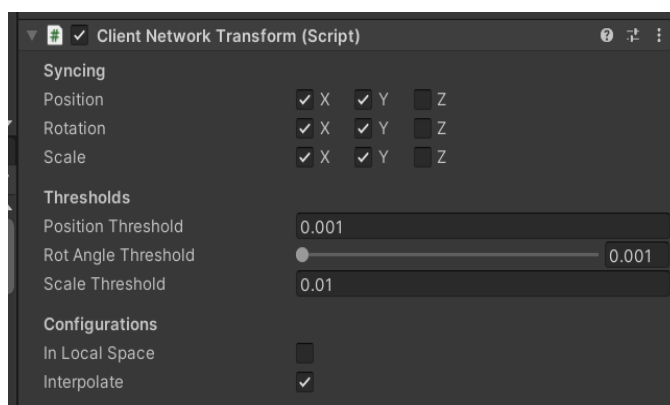 # Client Network Transform (Script)
Syncing
Position X Y Z
Rotation X Y Z
Scale X Y Z
Thresholds
Position Threshold 0.001
Rot Angle Threshold 0.001
Scale Threshold 0.01
Configurations
In Local Space
Interpolate